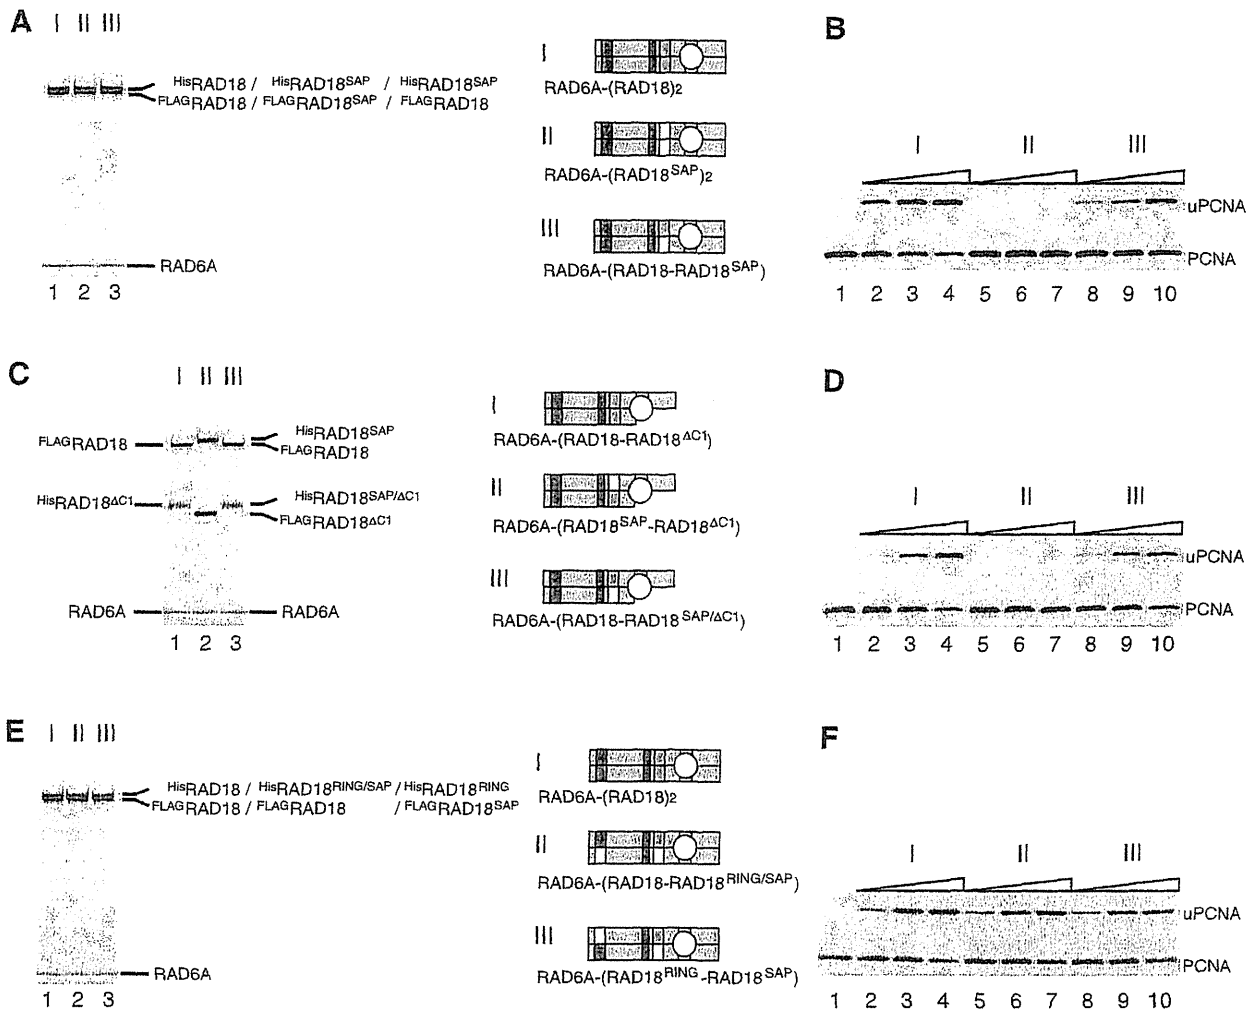 A
I II III
HisRAD18 / HisRAD18SAP / HisRAD18SAP
FLAGRAD18 / FLAGRAD18SAP / FLAGRAD18
RAD6A
1 2 3
I
RAD6A-(RAD18)2
II
RAD6A-(RAD18SAP)2
III
RAD6A-(RAD18-RAD18SAP)
B
I II III
uPCNA
PCNA
1 2 3 4 5 6 7 8 9 10
C
I II III
FLAGRAD18
HisRAD18SAP
FLAGRAD18
HisRAD18ΔC1
HisRAD18SAP/ΔC1
FLAGRAD18ΔC1
RAD6A RAD6A
1 2 3
I
RAD6A-(RAD18-RAD18ΔC1)
II
RAD6A-(RAD18SAP-RAD18ΔC1)
III
RAD6A-(RAD18-RAD18SAP/ΔC1)
D
I II III
uPCNA
PCNA
1 2 3 4 5 6 7 8 9 10
E
I II III
HisRAD18 / HisRAD18RING/SAP / HisRAD18RING
FLAGRAD18 / FLAGRAD18 / FLAGRAD18SAP
RAD6A
1 2 3
I
RAD6A-(RAD18)2
II
RAD6A-(RAD18-RAD18RING/SAP)
III
RAD6A-(RAD18RING-RAD18SAP)
F
I II III
uPCNA
PCNA
1 2 3 4 5 6 7 8 9 10